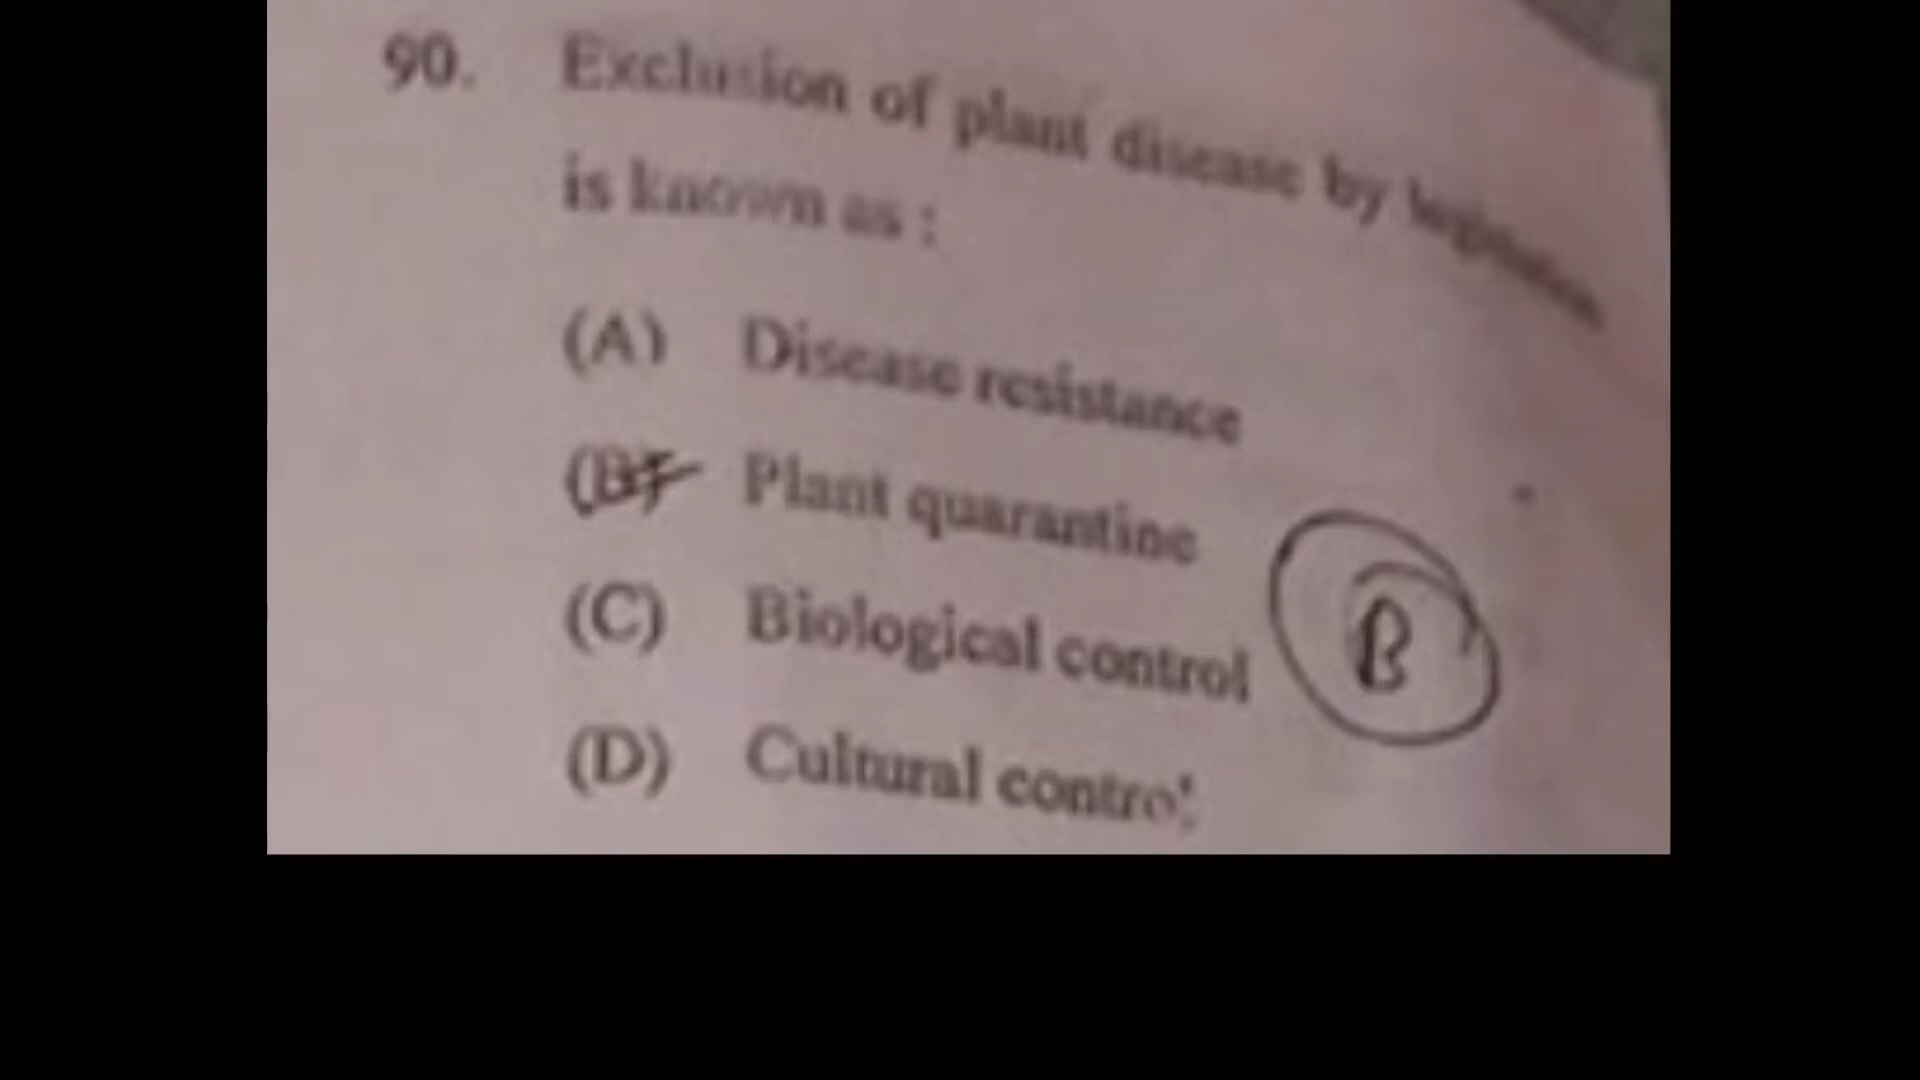 90. Exclusion of plant disease by
is known as :
(A) Disease resistance
(B) Plant quarantine
(C) Biological control
B
(D) Cultural control